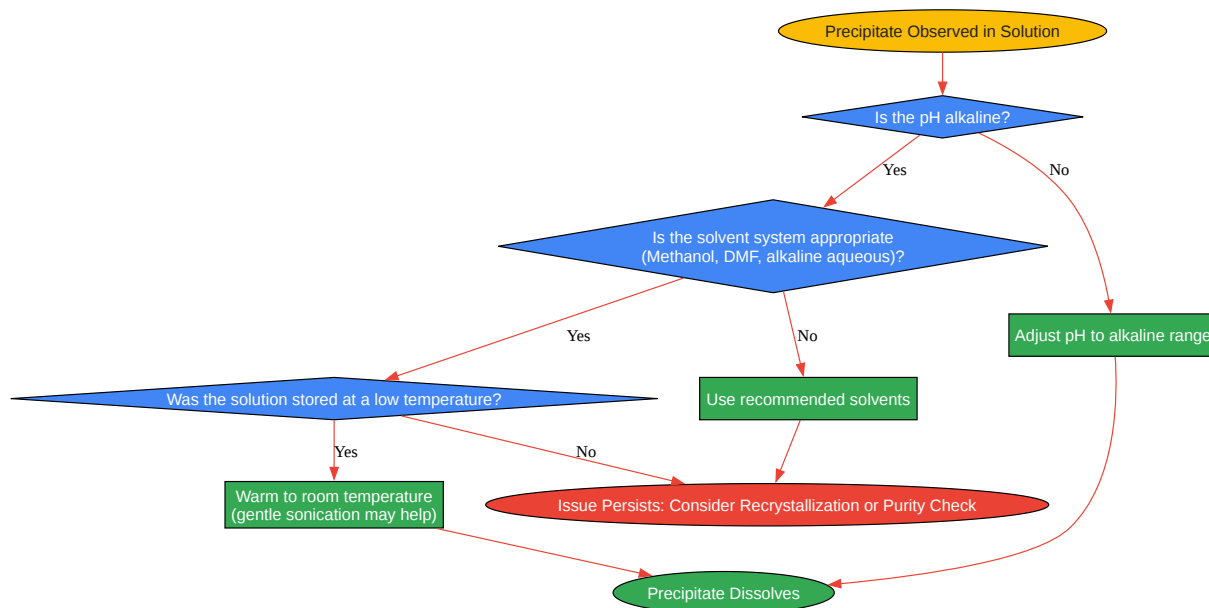 Precipitate Observed in Solution
Is the pH alkaline?
Yes
No
Is the solvent system appropriate
(Methanol, DMF, alkaline aqueous)?
Yes
No
Adjust pH to alkaline range
Was the solution stored at a low temperature?
Use recommended solvents
Yes
No
Warm to room temperature
(gentle sonication may help)
Issue Persists: Consider Recrystallization or Purity Check
Precipitate Dissolves